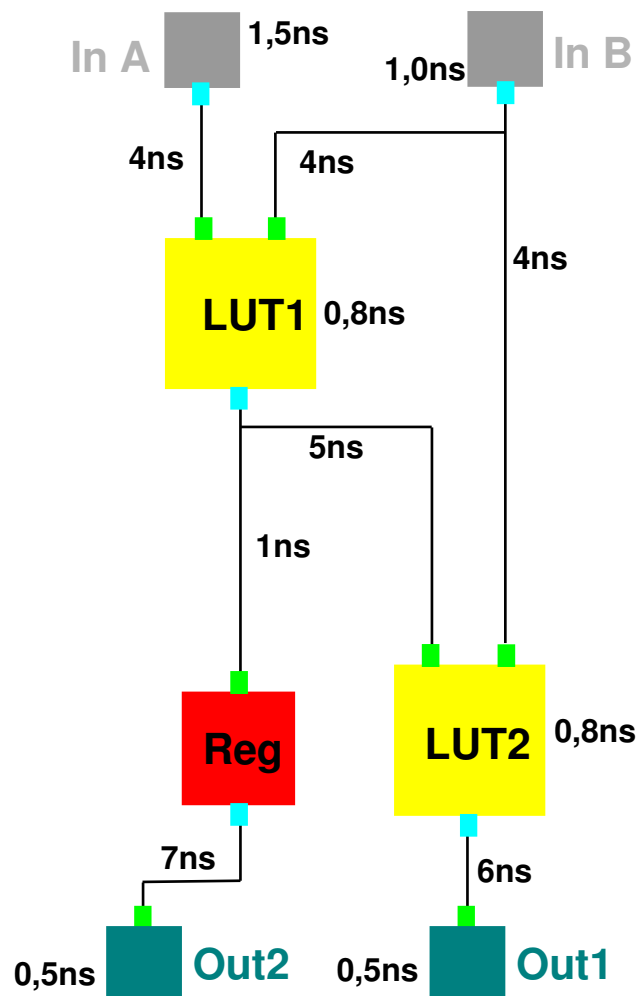 In A
1,5ns
1,0ns
In B
4ns
4ns
4ns
LUT1
0,8ns
5ns
1ns
Reg
LUT2
0,8ns
7ns
6ns
0,5ns
Out2
0,5ns
Out1